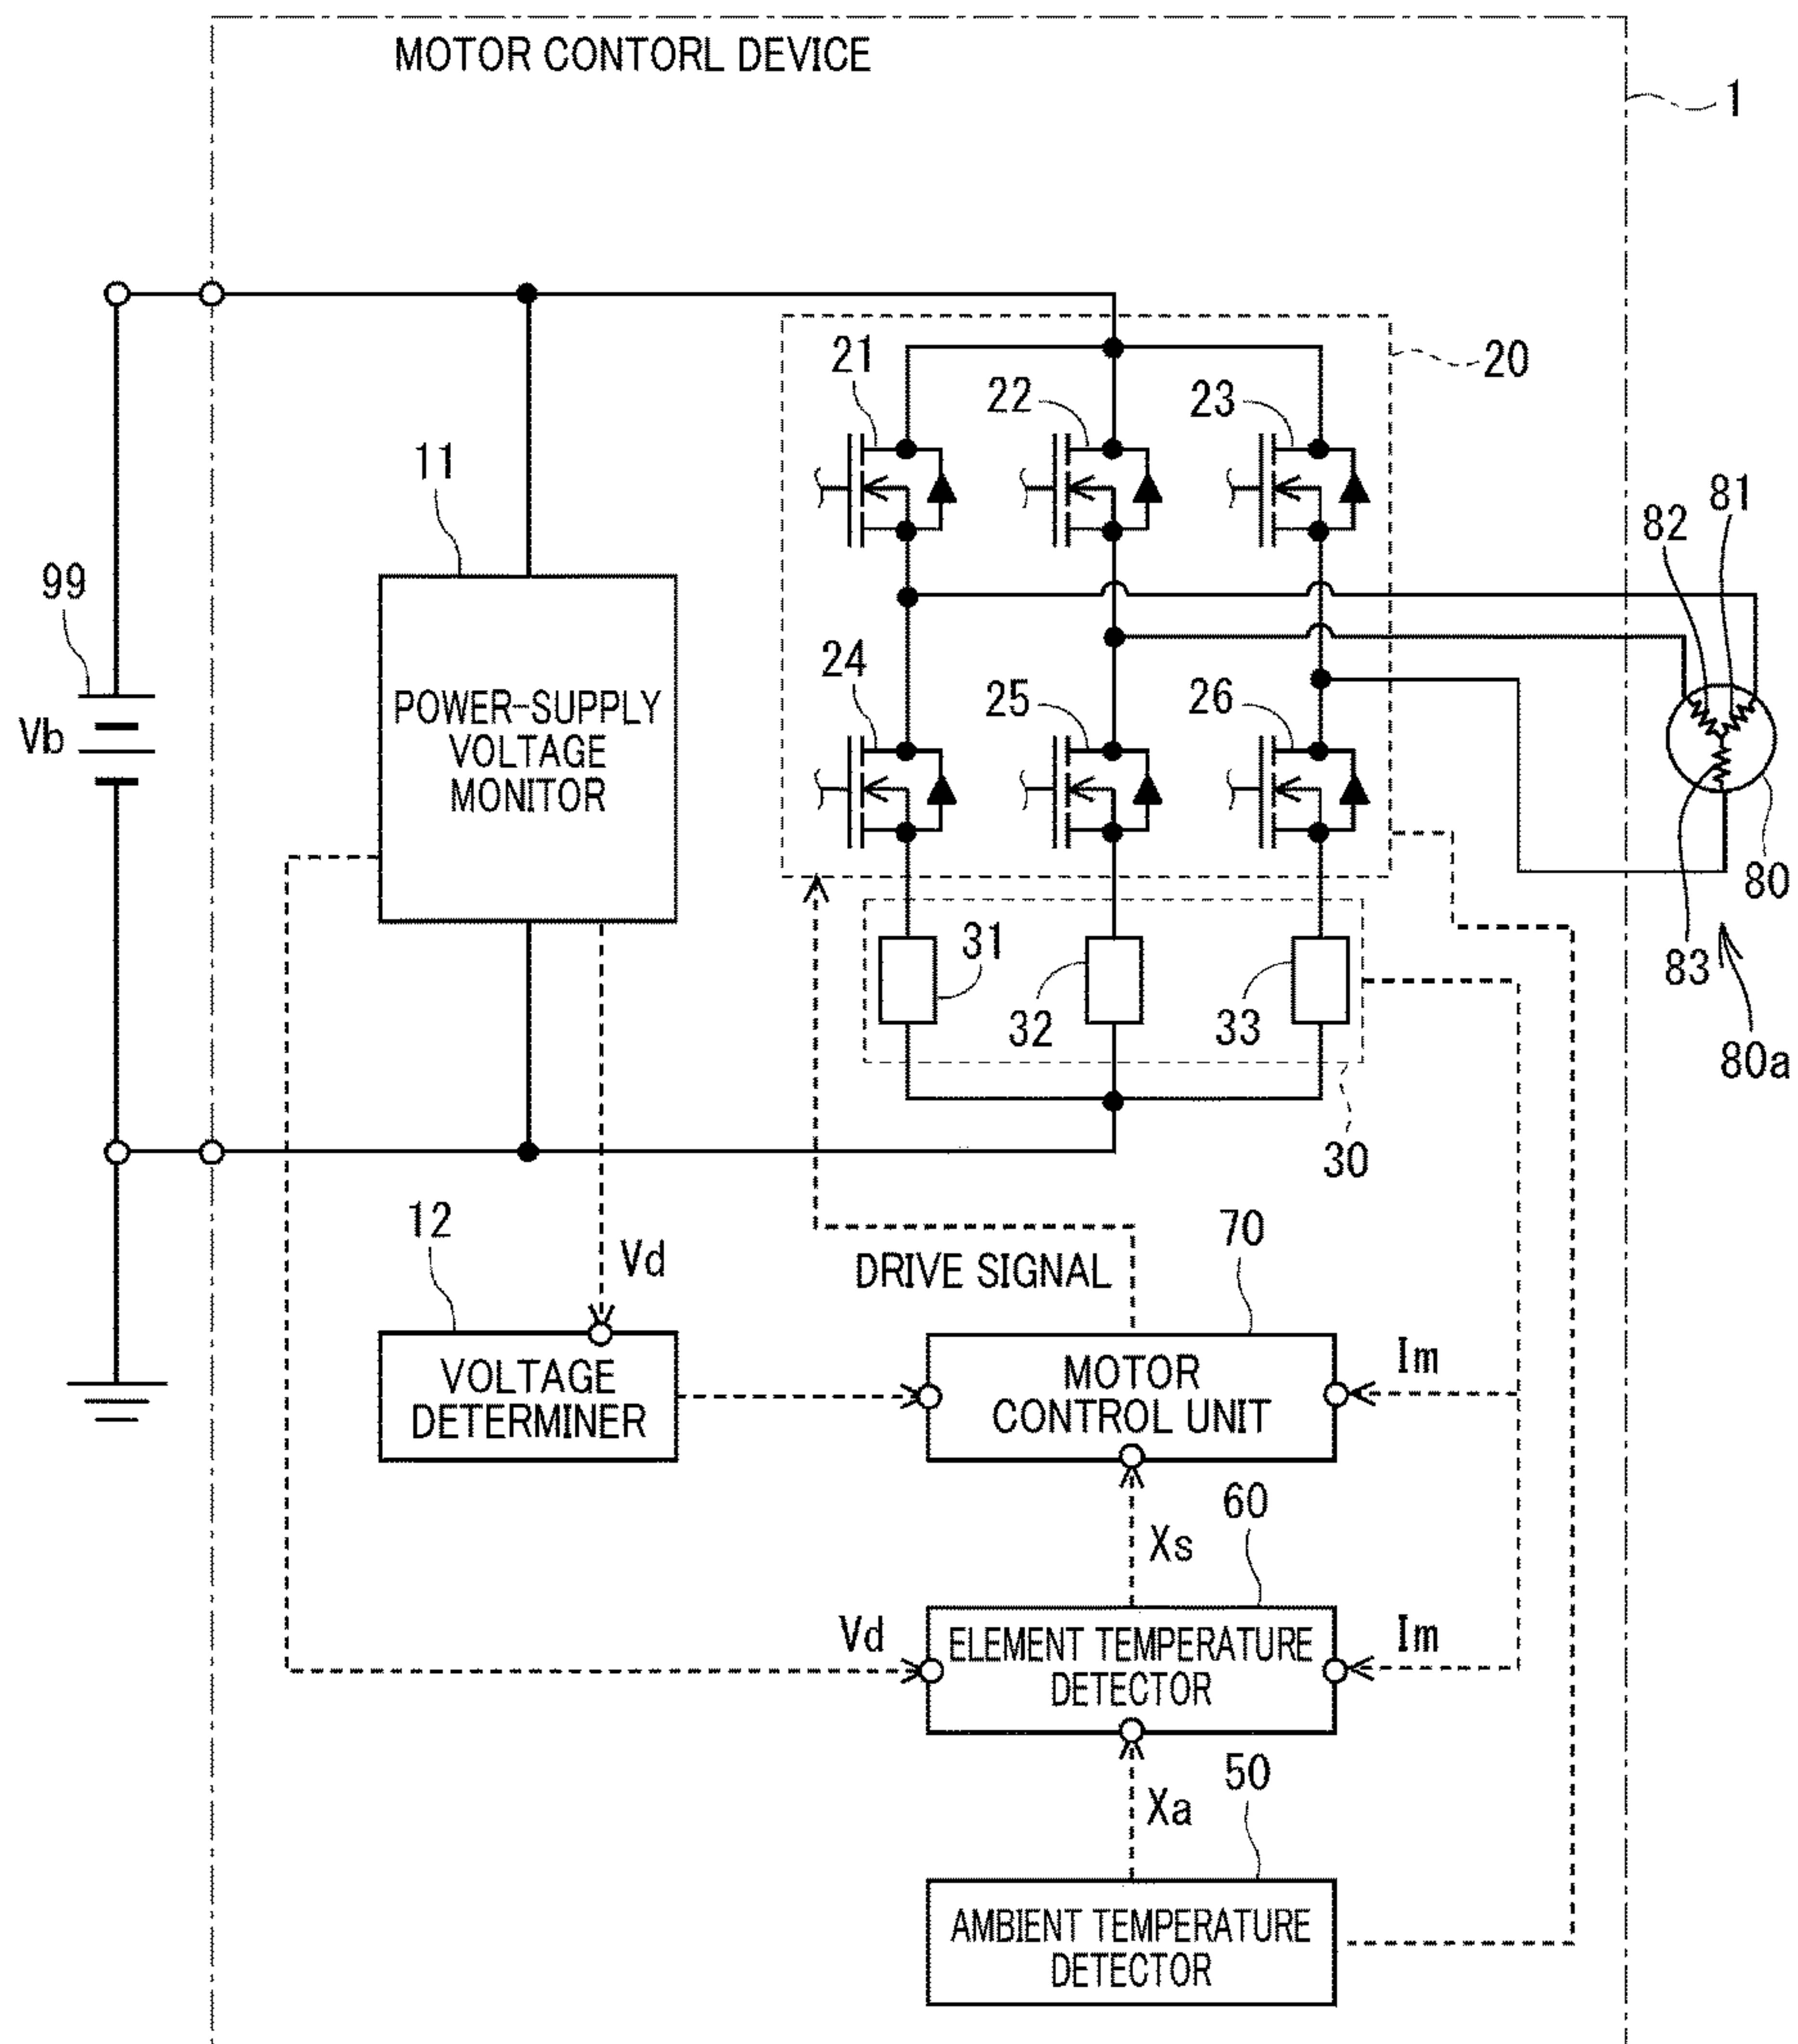 MOTOR CONTORL DEVICE
1
20
21
22
23
11
81
82
99
24
25
26
POWER-SUPPLY
VOLTAGE
MONITOR
Vb
80
31
83
32
33
80a
30
12
70
Vd
DRIVE SIGNAL
VOLTAGE
DETERMINER
MOTOR
CONTROL UNIT
Im
60
Xs
Vd
ELEMENT TEMPERATURE
DETECTOR
Im
50
Xa
AMBIENT TEMPERATURE
DETECTOR